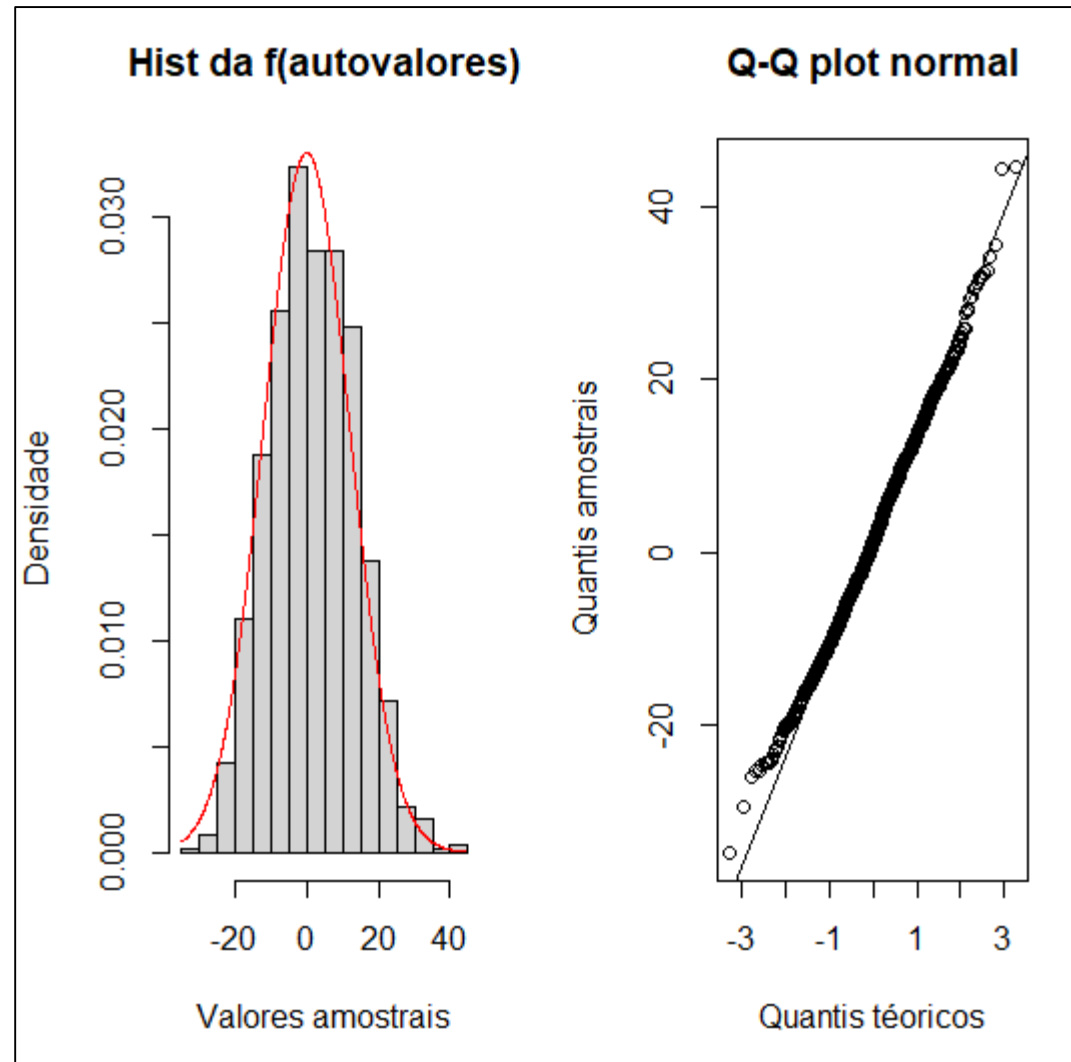 Hist da f(autovalores)
Densidade
0.000
0.010
0.020
0.030
-20
0
20
40
Valores amostrais
Q-Q plot normal
Quantis amostrais
-20
0
20
40
-3
-1
1
3
Quantis téoricos